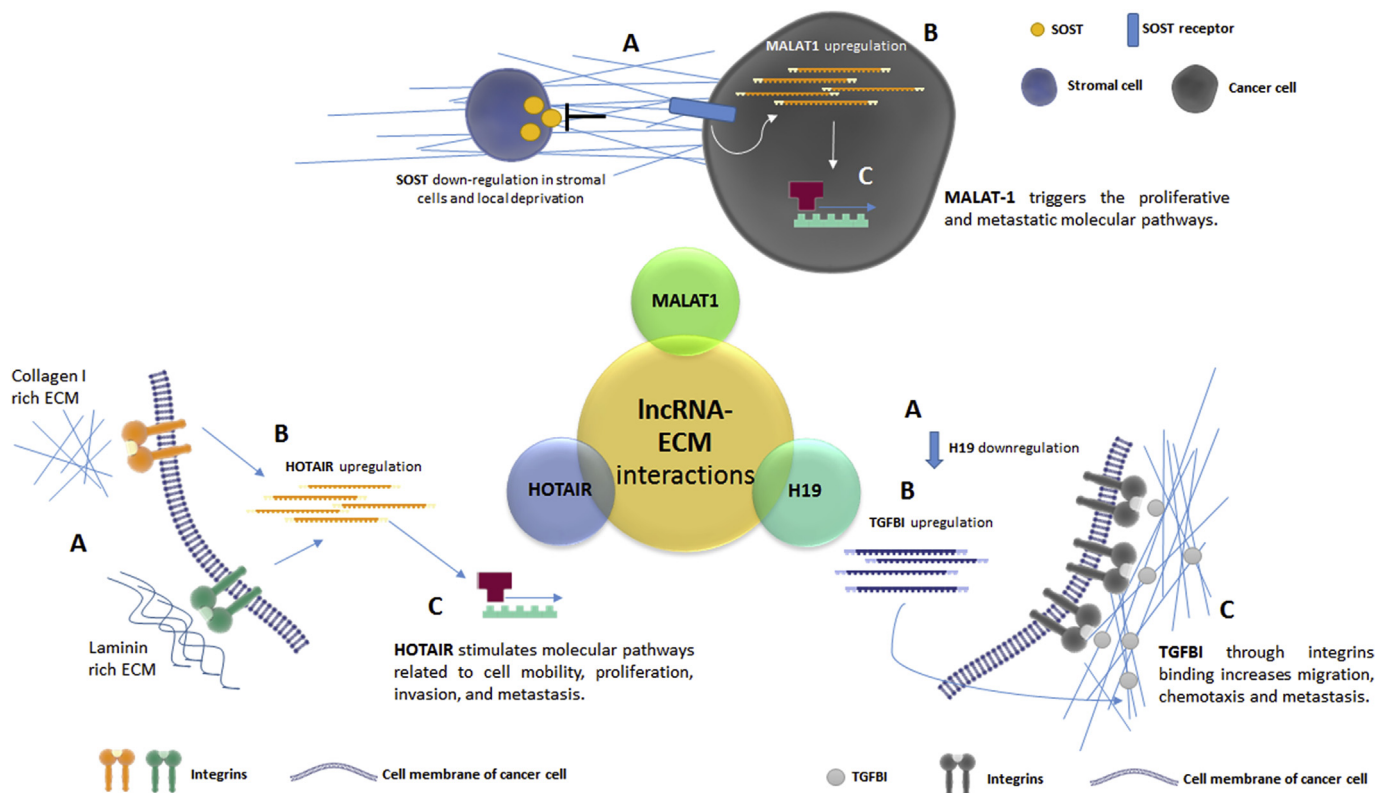 A
B
MALAT1 upregulation
SOST
SOST receptor
Stromal cell
Cancer cell
SOST down-regulation in stromal
cells and local deprivation
C
MALAT-1 triggers the proliferative
and metastatic molecular pathways.
MALAT1
lncRNA-
ECM
interactions
HOTAIR
H19
Collagen I
rich ECM
B
HOTAIR upregulation
A
Laminin
rich ECM
C
HOTAIR stimulates molecular pathways
related to cell mobility, proliferation,
invasion, and metastasis.
Integrins
Cell membrane of cancer cell
A
H19 downregulation
B
TGFBI upregulation
C
TGFBI through integrins
binding increases migration,
chemotaxis and metastasis.
TGFBI
Integrins
Cell membrane of cancer cell